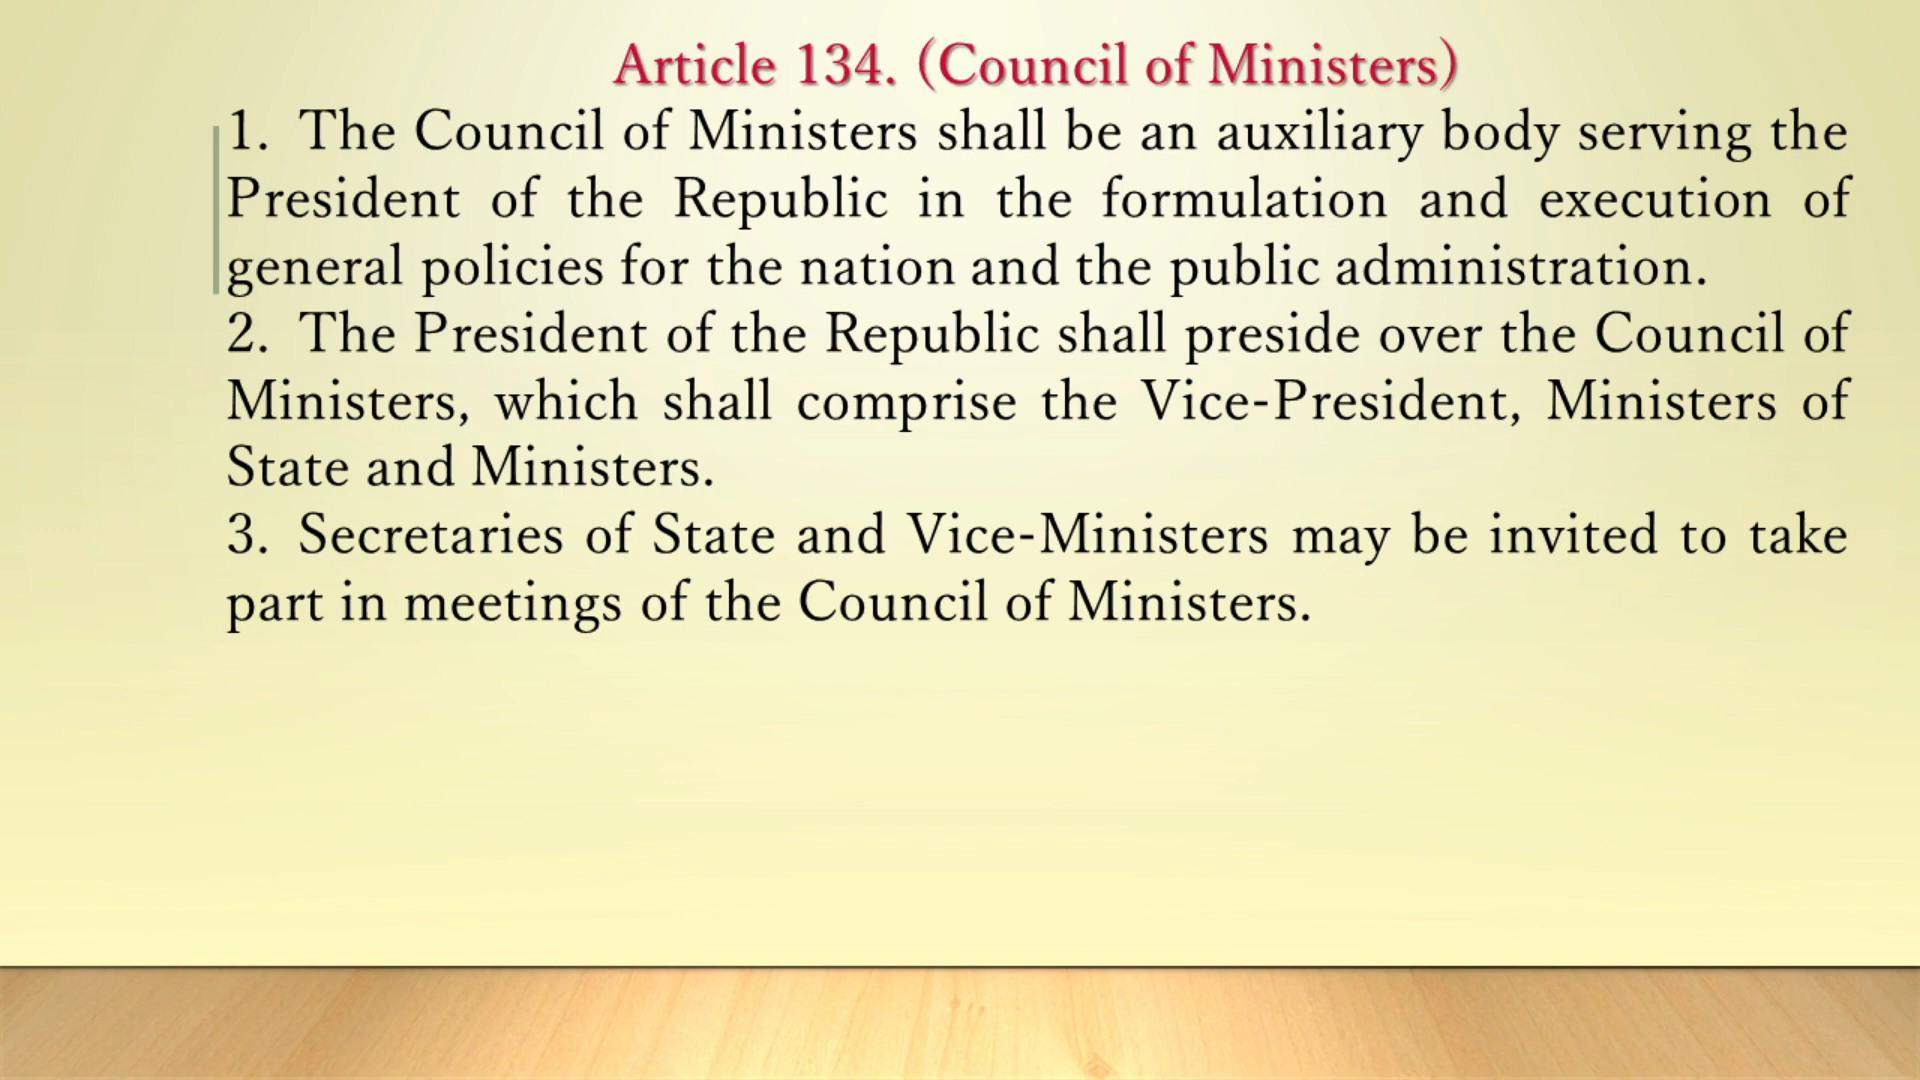 Article 134. (Council of Ministers)
1. The Council of Ministers shall be an auxiliary body serving the
President of the Republic in the formulation and execution of
general policies for the nation and the public administration.
2. The President of the Republic shall preside over the Council of
Ministers, which shall comprise the Vice-President, Ministers of
State and Ministers.
3. Secretaries of State and Vice-Ministers may be invited to take
part in meetings of the Council of Ministers.